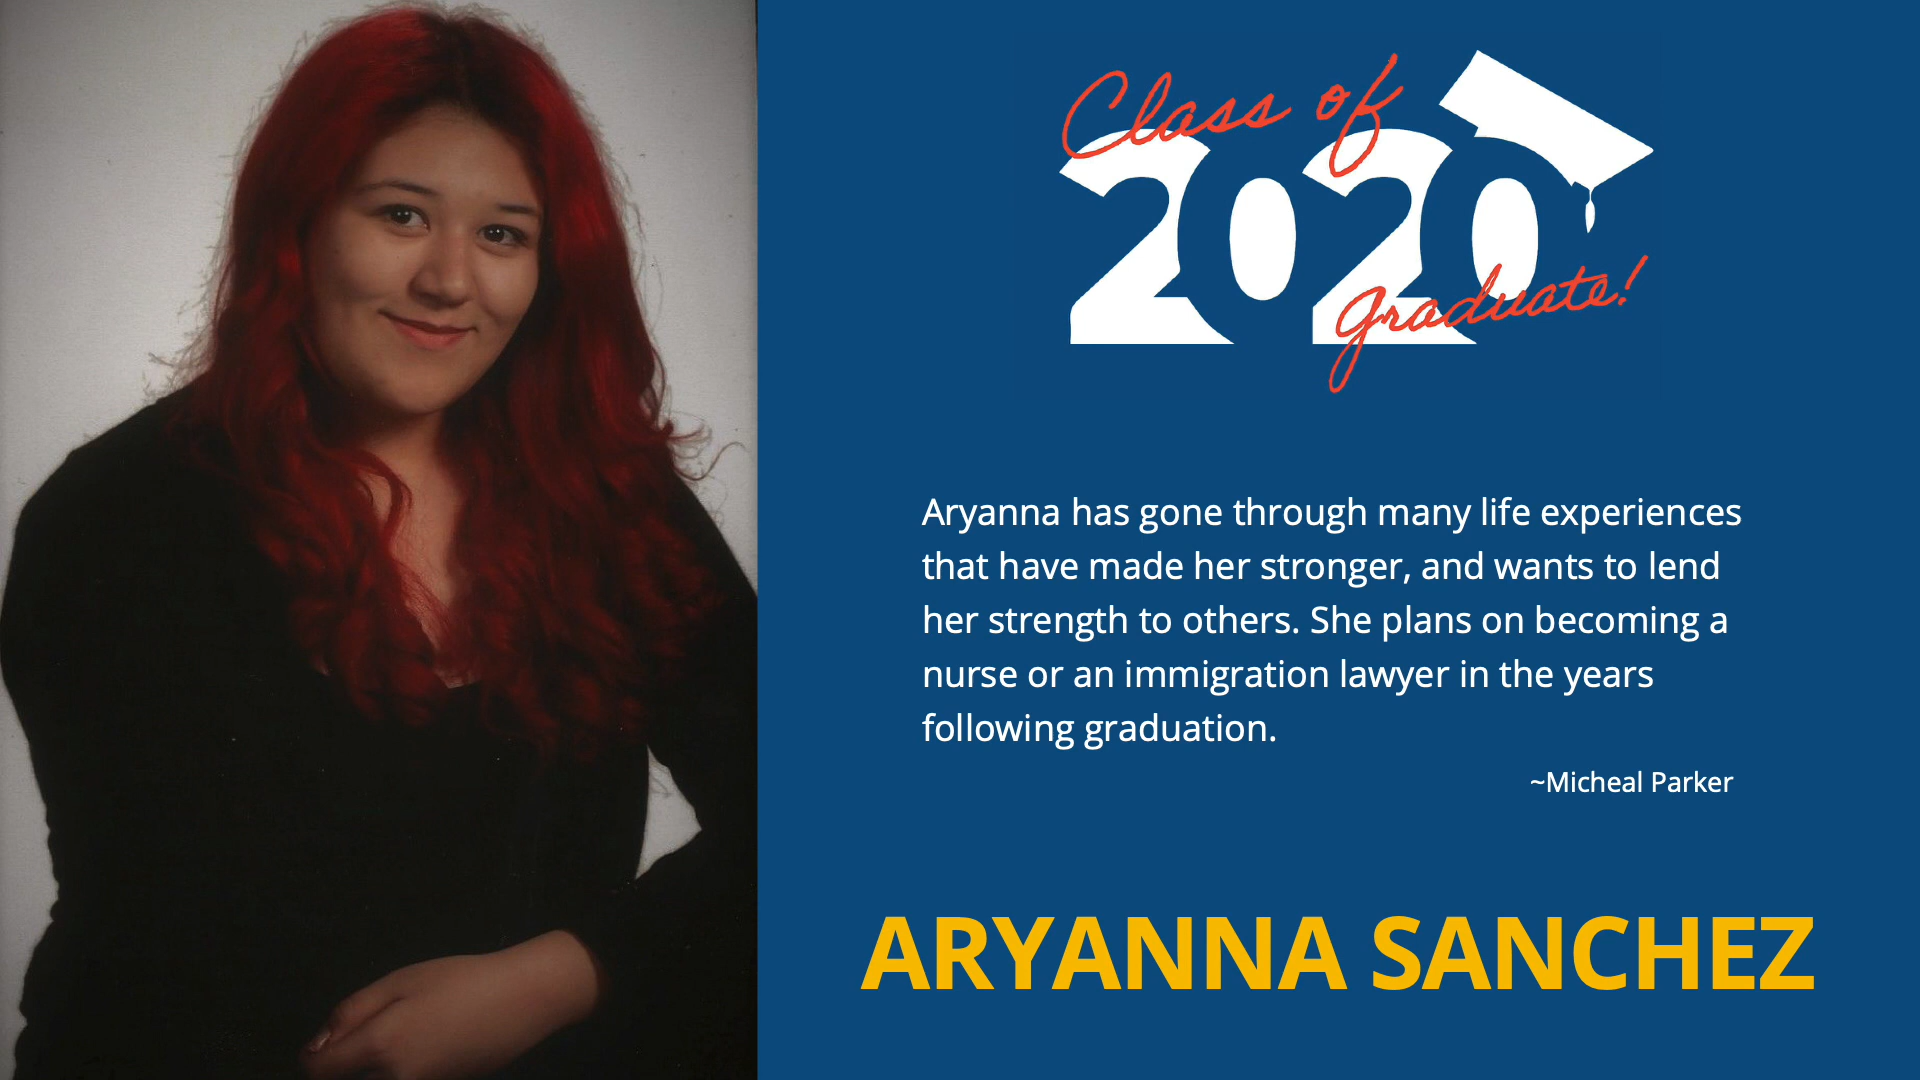 Class of
2020
graduate!
Aryanna has gone through many life experiences
that have made her stronger, and wants to lend
her strength to others. She plans on becoming a
nurse or an immigration lawyer in the years
following graduation.
~Micheal Parker
ARYANNA SANCHEZ